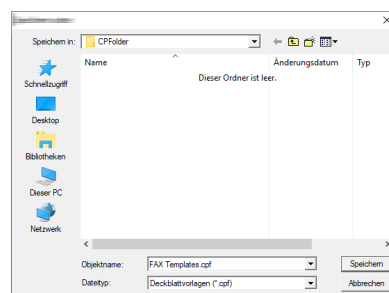 Speichern in:
CPFolder
Name
Änderungsdatum
Typ
Dieser Ordner ist leer.
Schnellzugriff
Desktop
Bibliotheken
Dieser PC
Netzwerk
Objektname:
FAX Templates.cpf
Speichern
Dateityp:
Deckblattvorlagen (*.cpf)
Abbrechen